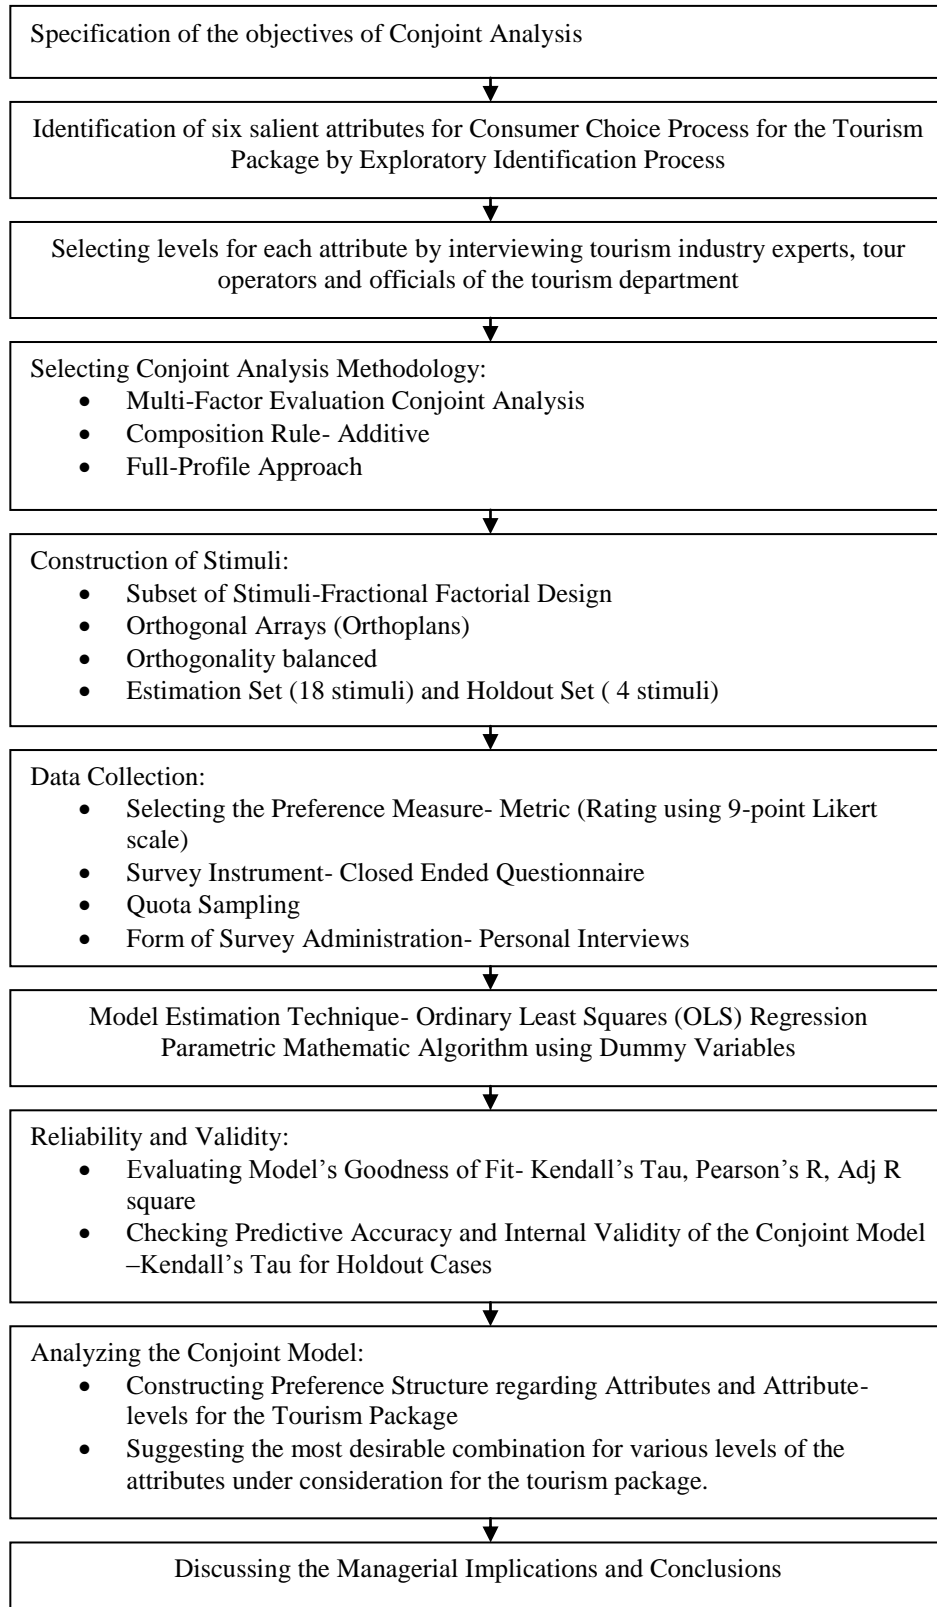 Specification of the objectives of Conjoint Analysis
Identification of six salient attributes for Consumer Choice Process for the Tourism
Package by Exploratory Identification Process
Selecting levels for each attribute by interviewing tourism industry experts, tour
operators and officials of the tourism department
Selecting Conjoint Analysis Methodology:
• Multi-Factor Evaluation Conjoint Analysis
• Composition Rule- Additive
• Full-Profile Approach
Construction of Stimuli:
• Subset of Stimuli-Fractional Factorial Design
• Orthogonal Arrays (Orthoplans)
• Orthogonality balanced
• Estimation Set (18 stimuli) and Holdout Set ( 4 stimuli)
Data Collection:
• Selecting the Preference Measure- Metric (Rating using 9-point Likert
scale)
• Survey Instrument- Closed Ended Questionnaire
• Quota Sampling
• Form of Survey Administration- Personal Interviews
Model Estimation Technique- Ordinary Least Squares (OLS) Regression
Parametric Mathematic Algorithm using Dummy Variables
Reliability and Validity:
• Evaluating Model’s Goodness of Fit- Kendall’s Tau, Pearson’s R, Adj R
square
• Checking Predictive Accuracy and Internal Validity of the Conjoint Model
–Kendall’s Tau for Holdout Cases
Analyzing the Conjoint Model:
• Constructing Preference Structure regarding Attributes and Attribute-
levels for the Tourism Package
• Suggesting the most desirable combination for various levels of the
attributes under consideration for the tourism package.
Discussing the Managerial Implications and Conclusions